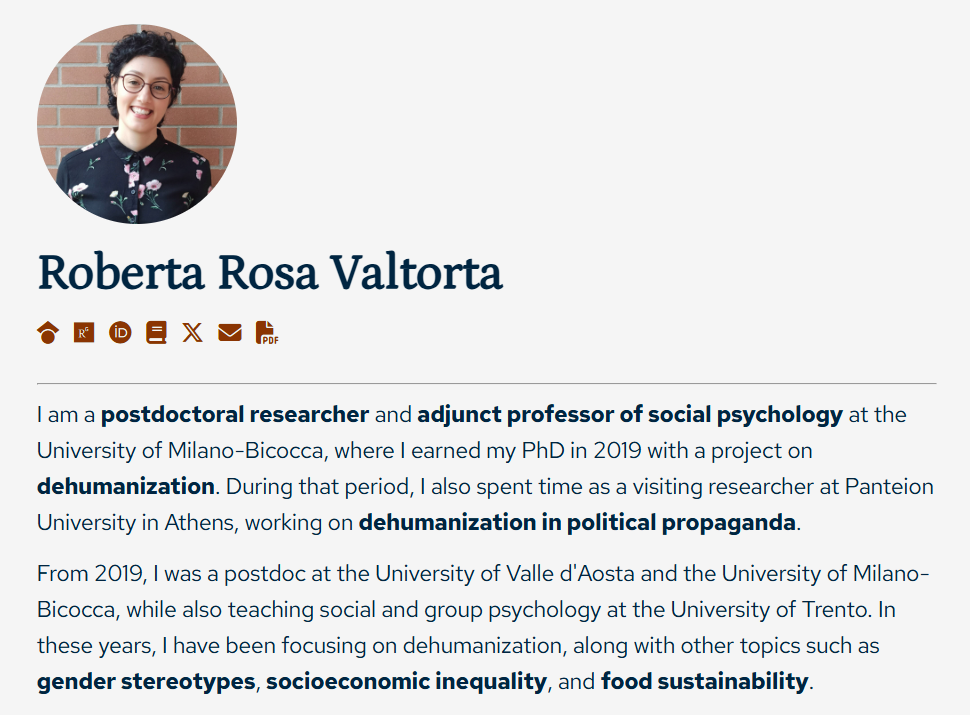 Roberta Rosa Valtorta
R^G iD X PDF
I am a postdoctoral researcher and adjunct professor of social psychology at the
University of Milano-Bicocca, where I earned my PhD in 2019 with a project on
dehumanization. During that period, I also spent time as a visiting researcher at Panteion
University in Athens, working on dehumanization in political propaganda.
From 2019, I was a postdoc at the University of Valle d'Aosta and the University of Milano-
Bicocca, while also teaching social and group psychology at the University of Trento. In
these years, I have been focusing on dehumanization, along with other topics such as
gender stereotypes, socioeconomic inequality, and food sustainability.